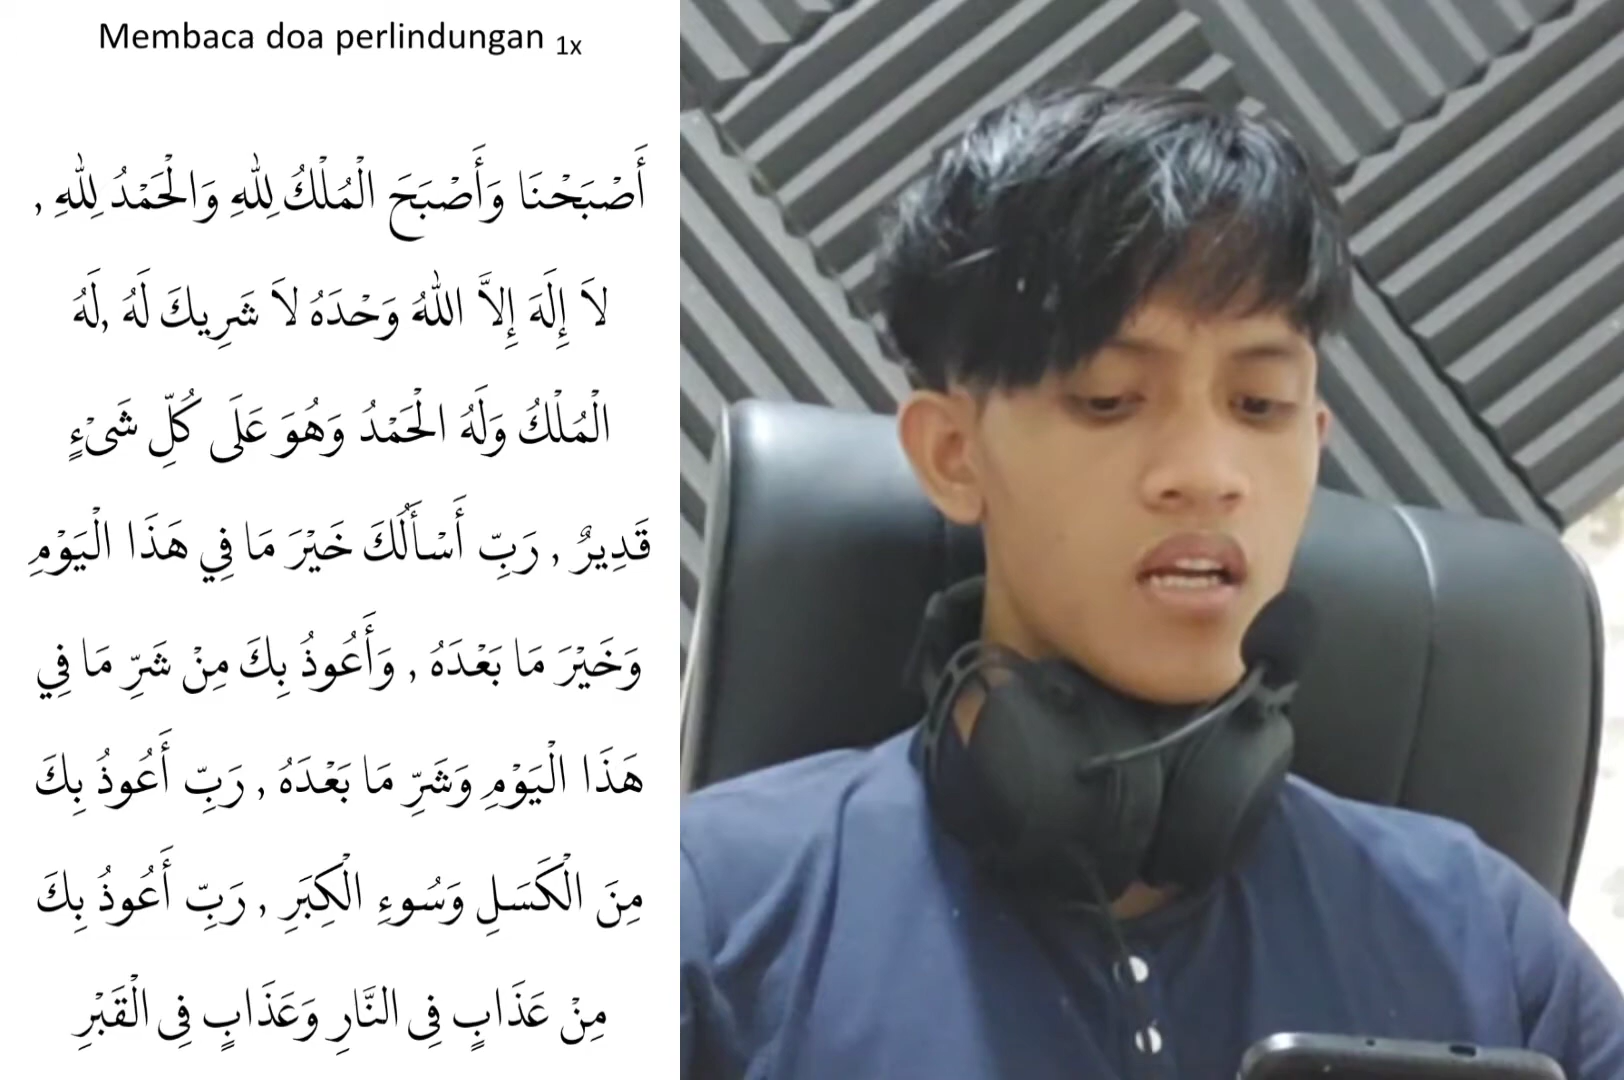 Membaca doa perlindungan 1x
أَصْبَحْنَا وَأَصْبَحَ الْمُلْكُ لِلّٰهِ وَالْحَمْدُ لِلّٰهِ ,
لاَ إِلَهَ إِلاَّ اللّٰهُ وَحْدَهُ لاَ شَرِيكَ لَهُ ,لَهُ
الْمُلْكُ وَلَهُ الْحَمْدُ وَهُوَ عَلَى كُلِّ شَىْءٍ
قَدِيرٌ , رَبِّ أَسْأَلُكَ خَيْرَ مَا فِي هَذَا الْيَوْمِ
وَخَيْرَ مَا بَعْدَهُ , وَأَعُوذُ بِكَ مِنْ شَرِّ مَا فِي
هَذَا الْيَوْمِ وَشَرِّ مَا بَعْدَهُ , رَبِّ أَعُوذُ بِكَ
مِنَ الْكَسَلِ وَسُوءِ الْكِبَرِ , رَبِّ أَعُوذُ بِكَ
مِنْ عَذَابٍ فِى النَّارِ وَعَذَابٍ فِى الْقَبْرِ